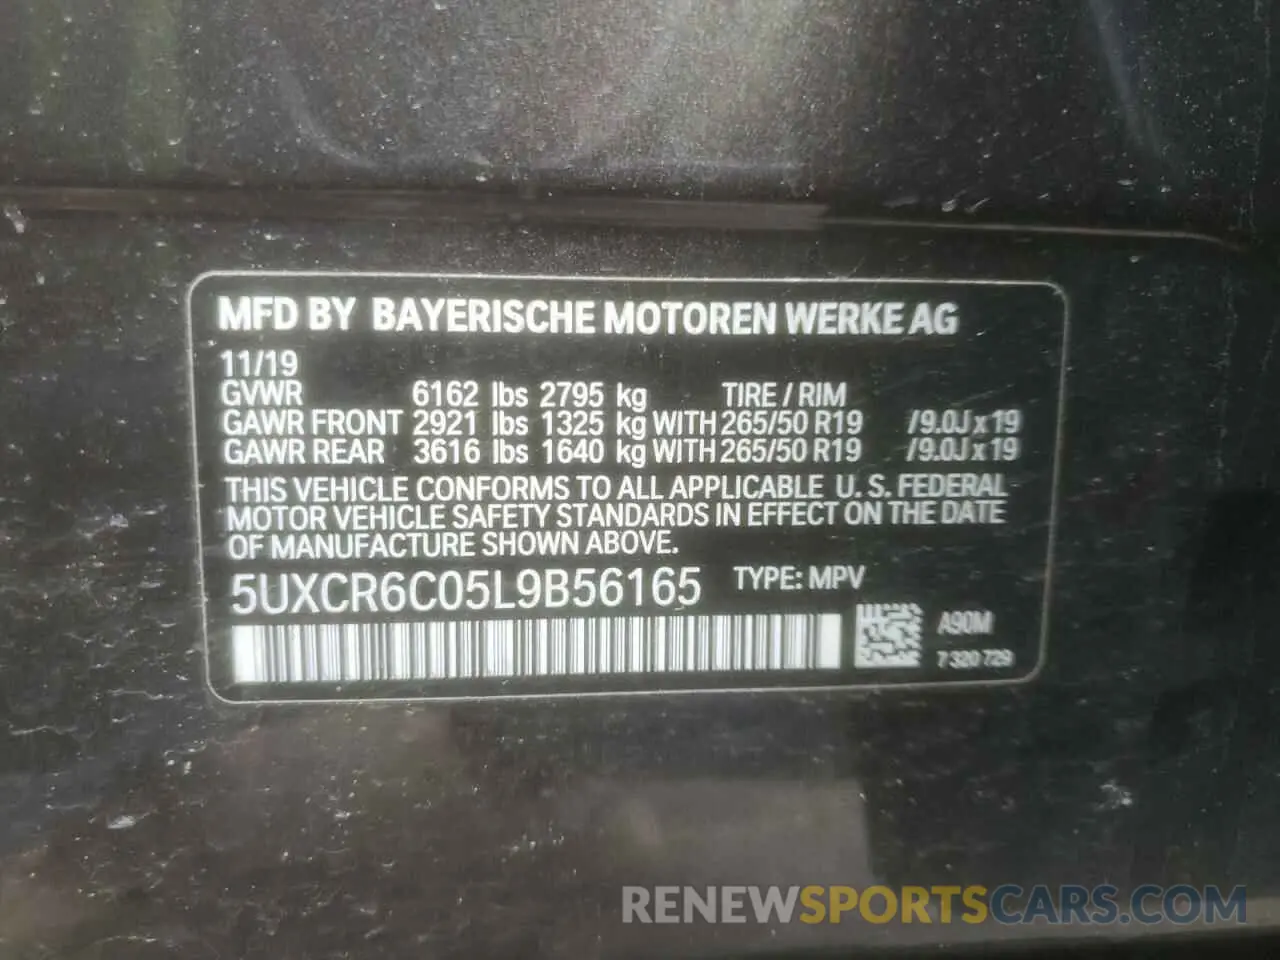 MFD BY BAYERISCHE MOTOREN WERKE AG
11/19
GVWR 6162 lbs 2795 kg TIRE / RIM
GAWR FRONT 2921 lbs 1325 kg WITH 265/50 R19 /9.0J x 19
GAWR REAR 3616 lbs 1640 kg WITH 265/50 R19 /9.0J x 19
THIS VEHICLE CONFORMS TO ALL APPLICABLE U. S. FEDERAL
MOTOR VEHICLE SAFETY STANDARDS IN EFFECT ON THE DATE
OF MANUFACTURE SHOWN ABOVE.
5UXCR6C05L9B56165 TYPE: MPV
A90M
7 320 729
RENEWSPORTSCARS.COM